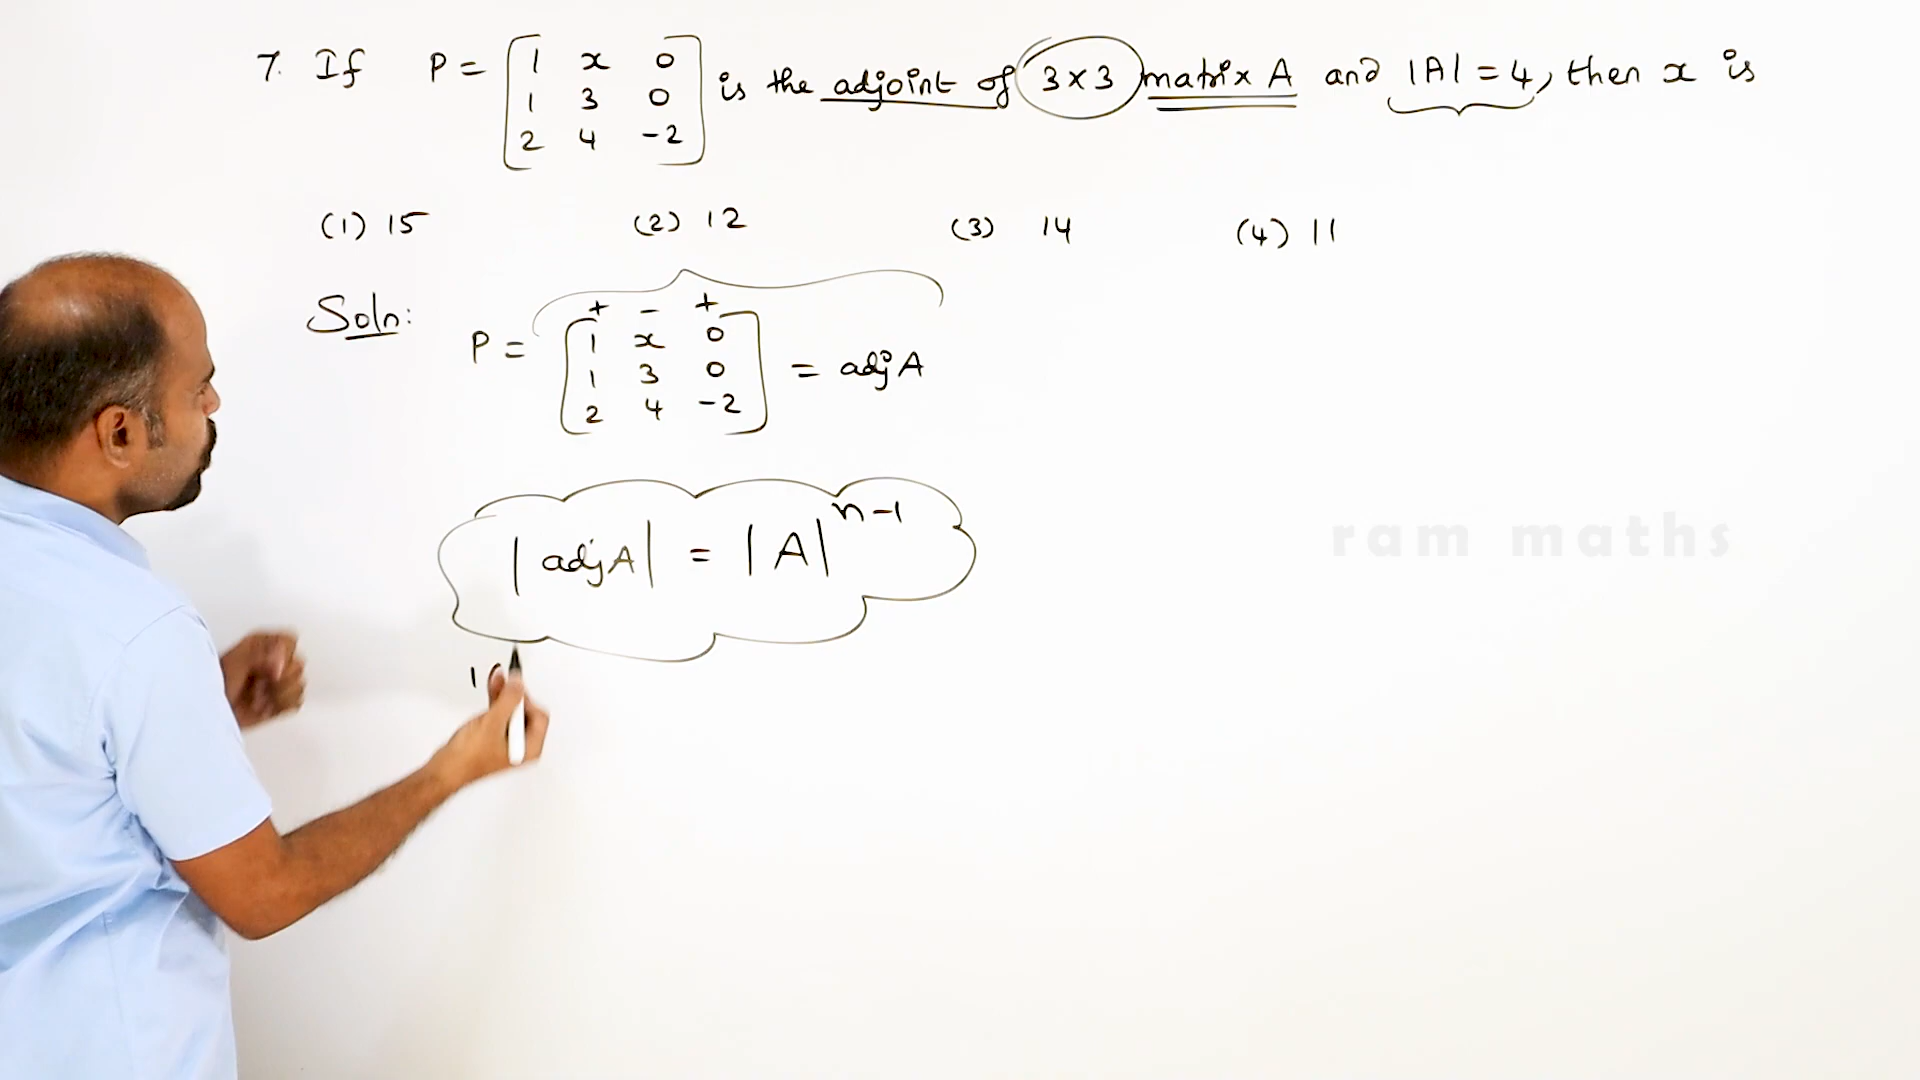 7. If P = [ 1 x 0 is the adjoint of 3 x 3 matrix A and |A| = 4, then x is
1 3 0
2 4 -2 ]
(1) 15 (2) 12 (3) 14 (4) 11
Soln:
+ - +
P = [ 1 x 0
1 3 0 = adj A
2 4 -2 ]
|adj A| = |A|^n-1
ram maths
1(